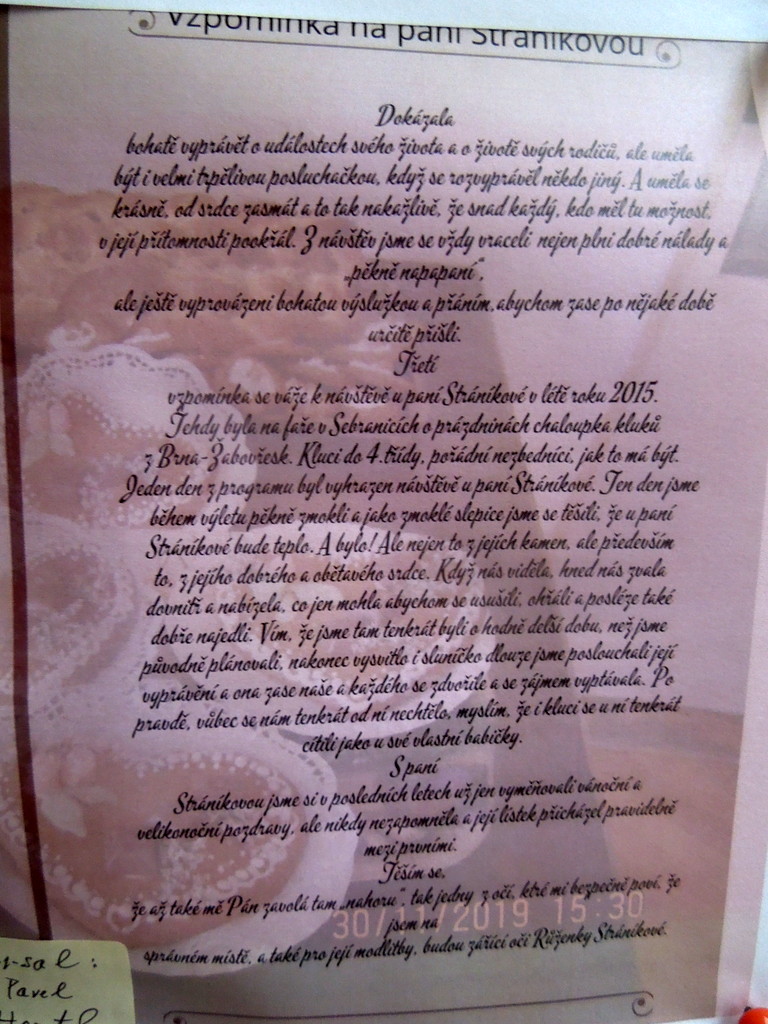 Vzpomínka na paní Stráníkovou
Dokázala
bohatě vyprávět o událostech svého života a o životě svých rodičů, ale uměla
být i velmi trpělivou posluchačkou, když se rozvyprávěl někdo jiný. A uměla se
krásně, od srdce zasmát a to tak nakažlivě, že snad každý, kdo měl tu možnost,
v její přítomnosti pookřál. Z návštěv jsme se vždy vraceli nejen plni dobré nálady a
„pěkně napapaní“,
ale ještě vyprovázeni bohatou výslužkou a přáním, abychom zase po nějaké době
určitě přišli.
Třetí
vzpomínka se váže k návštěvě u paní Stráníkové v létě roku 2015.
Tehdy byla na faře v Sebranicích o prázdninách chaloupka kluků
z Brna-Žabovřesk. Kluci do 4.třídy, pořádní nezbedníci, jak to má být.
Jeden den z programu byl vyhrazen návštěvě u paní Stráníkové. Ten den jsme
během výletu pěkně zmokli a jako zmoklé slepice jsme se těšili, že u paní
Stráníkové bude teplo. A bylo! Ale nejen to z jejích kamen, ale především
to, z jejího dobrého a obětavého srdce. Když nás viděla, hned nás zvala
dovnitř a nabízela, co jen mohla abychom se usušili, ohřáli a posléze také
dobře najedli. Vím, že jsme tam tenkrát byli o hodně delší dobu, než jsme
původně plánovali, nakonec vysvitlo i sluníčko dlouze jsme poslouchali její
vyprávění a ona zase naše a každého se zdvořile a se zájmem vyptávala. Po
pravdě, vůbec se nám tenkrát od ní nechtělo, myslím, že i kluci se u ní tenkrát
cítili jako u své vlastní babičky.
S paní
Stráníkovou jsme si v posledních letech už jen vyměňovali vánoční a
velikonoční pozdravy, ale nikdy nezapomněla a její lístek přicházel pravidelně
mezi prvními.
Těším se,
že až také mě Pán zavolá tam „nahoru“, tak jedny z očí, ktré mi bezpečně poví, že
jsem na
30/ 1/2019 15:30
správném místě, a také pro její modlitby, budou zářící oči Růženky Stráníkové.
sal:
Pavel